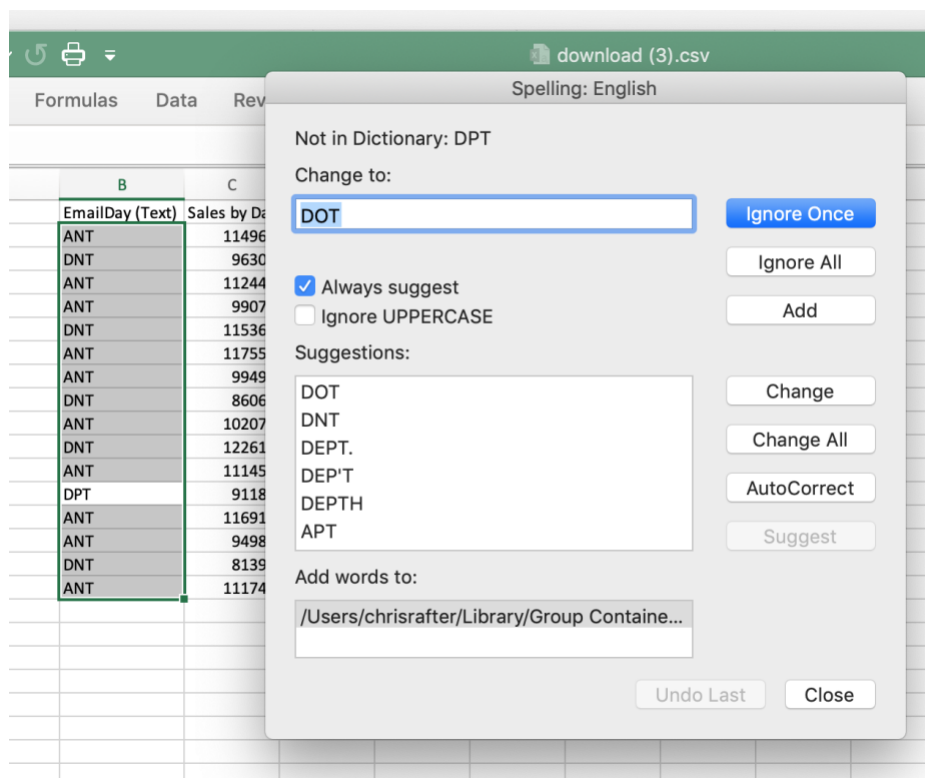 download (3).csv
Formulas Data Rev
Spelling: English
Not in Dictionary: DPT
Change to:
DOT
Ignore Once
Ignore All
Always suggest
Ignore UPPERCASE
Add
Suggestions:
DOT
DNT
DEPT.
DEP'T
DEPTH
APT
Change
Change All
AutoCorrect
Suggest
Add words to:
/Users/chrisrafter/Library/Group Containe...
Undo Last Close
B C
EmailDay (Text) Sales by Da
ANT 11496
DNT 9630
ANT 11244
ANT 9907
DNT 11536
ANT 11755
ANT 9949
DNT 8606
ANT 10207
DNT 12261
ANT 11145
DPT 9118
ANT 11691
ANT 9498
DNT 8139
ANT 11174